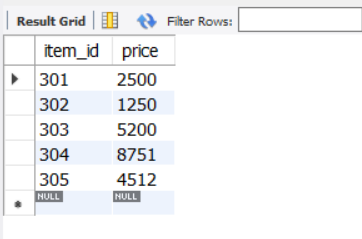 Result Grid Filter Rows:
item_id price
301 2500
302 1250
303 5200
304 8751
305 4512
NULL NULL